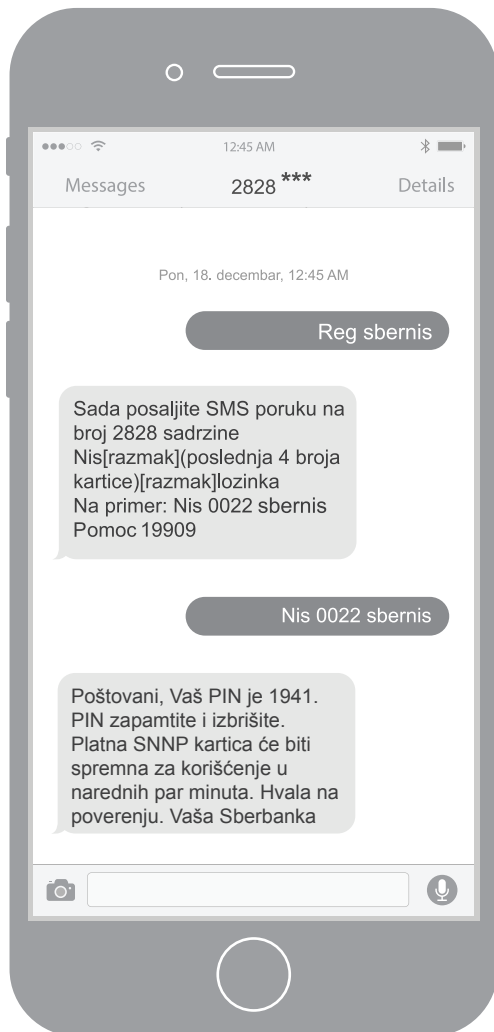 12:45 AM
Messages 2828 *** Details
Pon, 18. decembar, 12:45 AM
Reg sbernis
Sada posaljite SMS poruku na
broj 2828 sadrzine
Nis[razmak](poslednja 4 broja
kartice)[razmak]lozinka
Na primer: Nis 0022 sbernis
Pomoc 19909
Nis 0022 sbernis
Poštovani, Vaš PIN je 1941.
PIN zapamtite i izbrišite.
Platna SNNP kartica će biti
spremna za korišćenje u
narednih par minuta. Hvala na
poverenju. Vaša Sberbanka